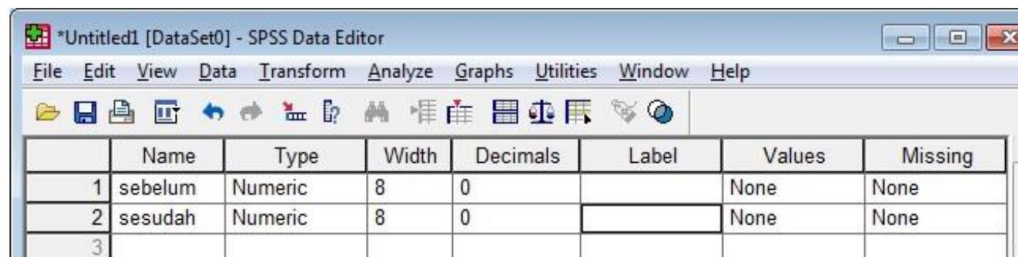 *Untitled1 [DataSet0] - SPSS Data Editor
File Edit View Data Transform Analyze Graphs Utilities Window Help
Name Type Width Decimals Label Values Missing
1 sebelum Numeric 8 0 None None
2 sesudah Numeric 8 0 None None
3